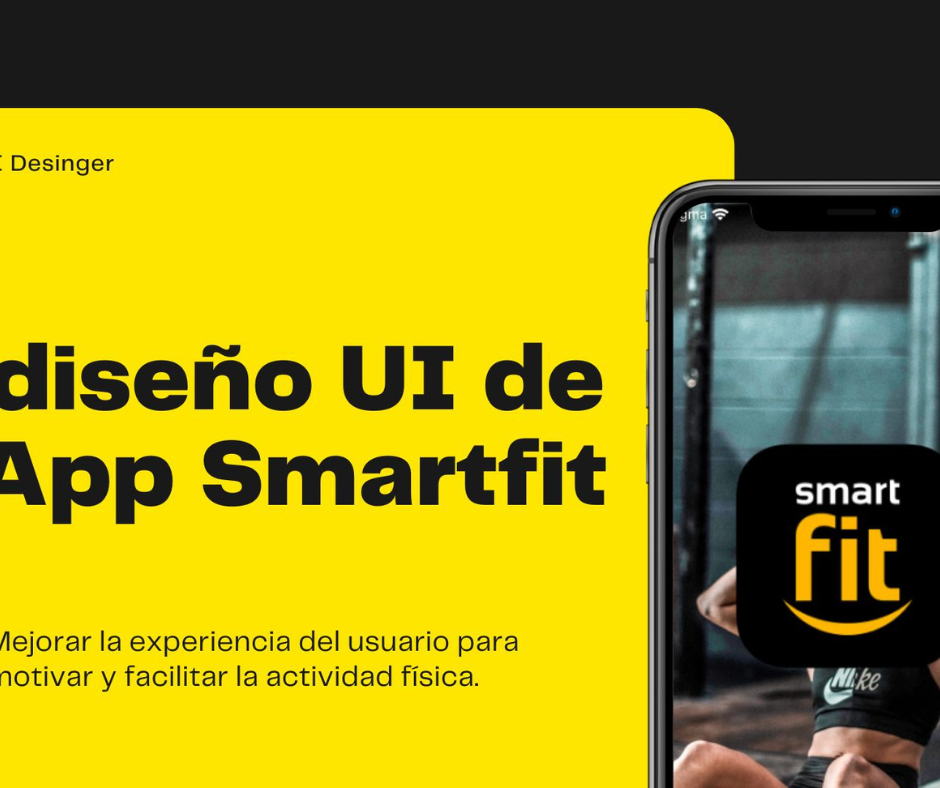 Desinger
gma
diseño UI de
App Smartfit
smart
fit
Mejorar la experiencia del usuario para
motivar y facilitar la actividad física.
Nike